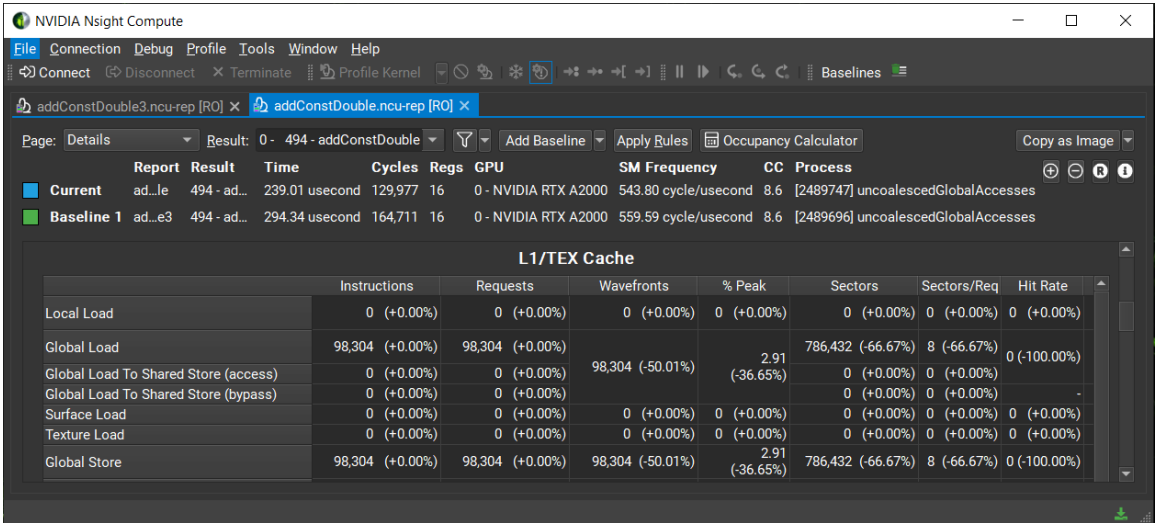 NVIDIA Nsight Compute
File Connection Debug Profile Tools Window Help
Connect Disconnect Terminate Profile Kernel Baselines
addConstDouble3.ncu-rep [RO] addConstDouble.ncu-rep [RO]
Page: Details Result: 0 - 494 - addConstDouble Add Baseline Apply Rules Occupancy Calculator Copy as Image
Report Result Time Cycles Regs GPU SM Frequency CC Process
Current ad...le 494 - ad... 239.01 usecond 129,977 16 0 - NVIDIA RTX A2000 543.80 cycle/usecond 8.6 [2489747] uncoalescedGlobalAccesses
Baseline 1 ad...e3 494 - ad... 294.34 usecond 164,711 16 0 - NVIDIA RTX A2000 559.59 cycle/usecond 8.6 [2489696] uncoalescedGlobalAccesses
L1/TEX Cache
Instructions Requests Wavefronts % Peak Sectors Sectors/Req Hit Rate
Local Load 0 (+0.00%) 0 (+0.00%) 0 (+0.00%) 0 (+0.00%) 0 (+0.00%) 0 (+0.00%) 0 (+0.00%)
Global Load 98,304 (+0.00%) 98,304 (+0.00%) 98,304 (-50.01%) 2.91 (-36.65%) 786,432 (-66.67%) 8 (-66.67%) 0 (-100.00%)
Global Load To Shared Store (access) 0 (+0.00%) 0 (+0.00%) 0 (+0.00%) 0 (+0.00%)
Global Load To Shared Store (bypass) 0 (+0.00%) 0 (+0.00%) 0 (+0.00%) 0 (+0.00%) -
Surface Load 0 (+0.00%) 0 (+0.00%) 0 (+0.00%) 0 (+0.00%) 0 (+0.00%) 0 (+0.00%) 0 (+0.00%)
Texture Load 0 (+0.00%) 0 (+0.00%) 0 (+0.00%) 0 (+0.00%) 0 (+0.00%) 0 (+0.00%) 0 (+0.00%)
Global Store 98,304 (+0.00%) 98,304 (+0.00%) 98,304 (-50.01%) 2.91 (-36.65%) 786,432 (-66.67%) 8 (-66.67%) 0 (-100.00%)